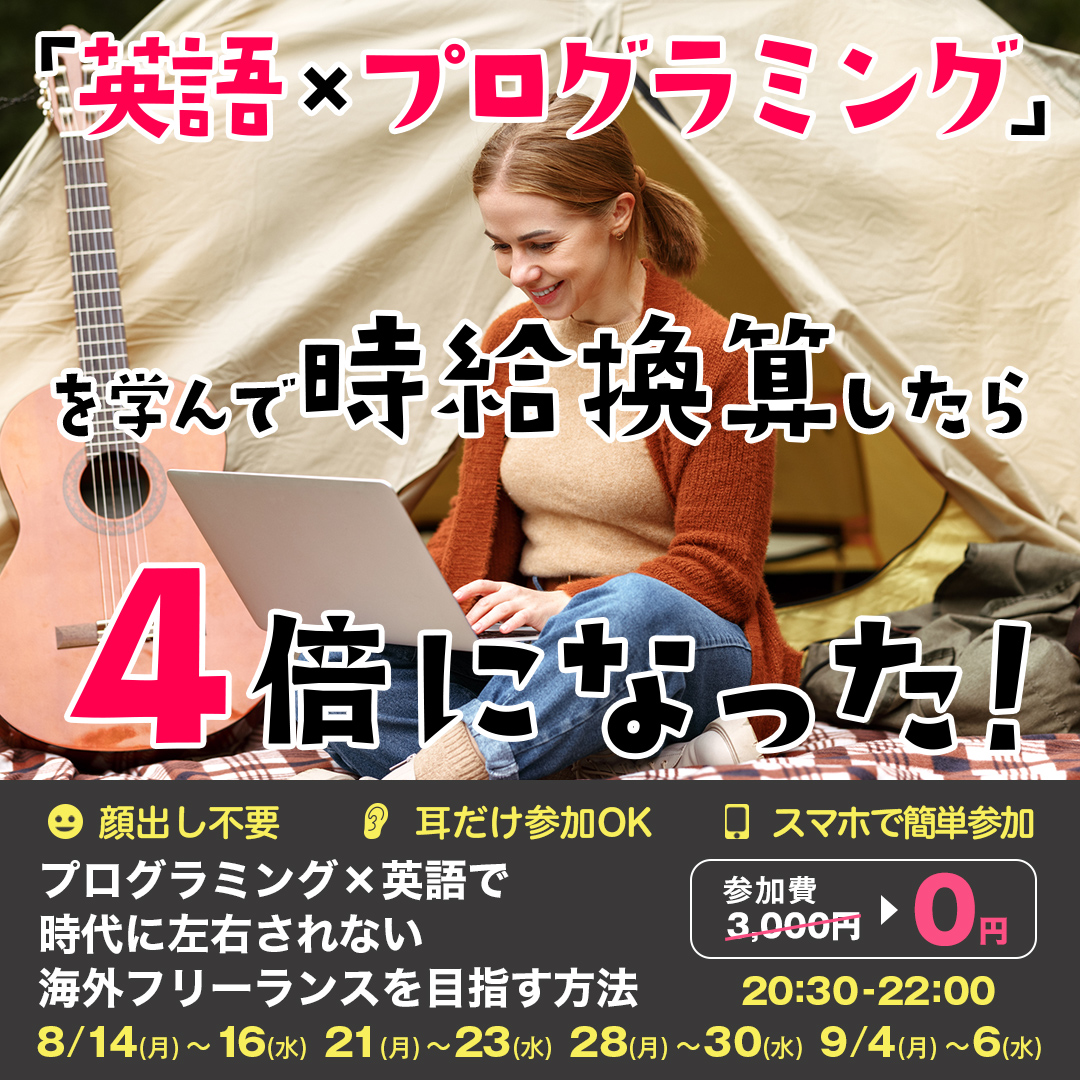 「英語×プログラミング」
を学んで時給換算したら
4倍になった!
顔出し不要 耳だけ参加OK スマホで簡単参加
プログラミング×英語で
時代に左右されない
海外フリーランスを目指す方法
参加費
3,000円 ▶ 0円
20:30-22:00
8/14(月)～16(水) 21(月)～23(水) 28(月)～30(水) 9/4(月)～6(水)